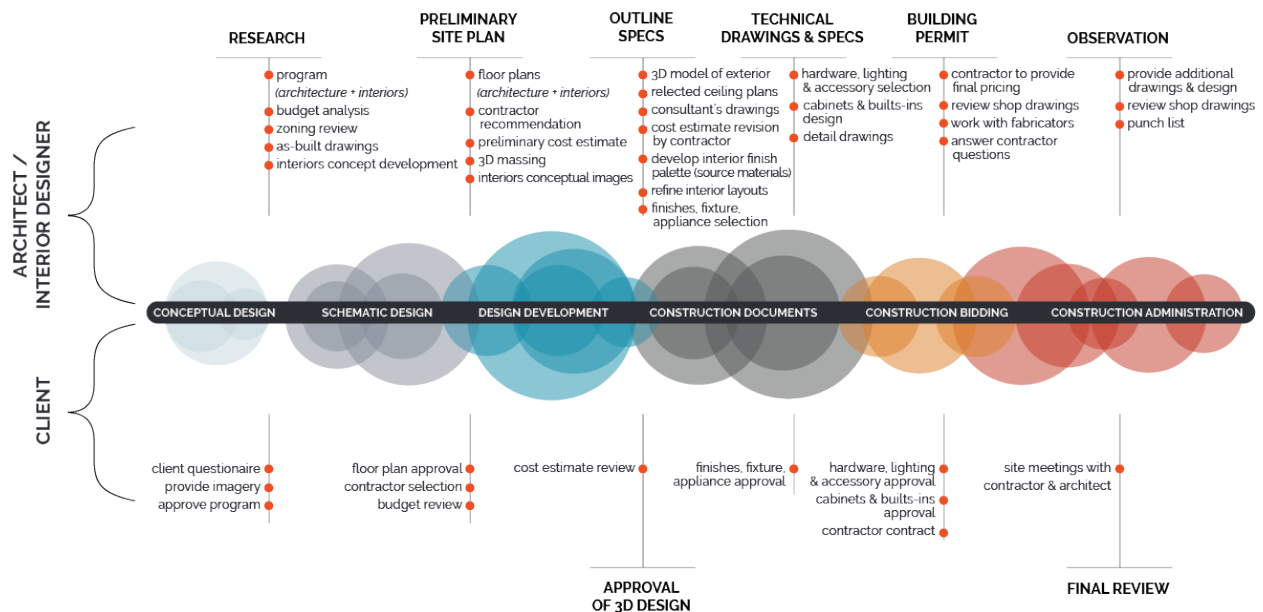 RESEARCH
program
(architecture + interiors)
budget analysis
zoning review
as-built drawings
interiors concept development
PRELIMINARY
SITE PLAN
floor plans
(architecture + interiors)
contractor
recommendation
preliminary cost estimate
3D massing
interiors conceptual images
OUTLINE
SPECS
3D model of exterior
relected ceiling plans
consultant's drawings
cost estimate revision
by contractor
develop interior finish
palette (source materials)
refine interior layouts
finishes, fixture,
appliance selection
TECHNICAL
DRAWINGS & SPECS
hardware, lighting
& accessory selection
cabinets & builts-ins
design
detail drawings
BUILDING
PERMIT
contractor to provide
final pricing
review shop drawings
work with fabricators
answer contractor
questions
OBSERVATION
provide additional
drawings & design
review shop drawings
punch list
ARCHITECT /
INTERIOR DESIGNER
CONCEPTUAL DESIGN
SCHEMATIC DESIGN
DESIGN DEVELOPMENT
CONSTRUCTION DOCUMENTS
CONSTRUCTION BIDDING
CONSTRUCTION ADMINISTRATION
CLIENT
client questionaire
provide imagery
approve program
floor plan approval
contractor selection
budget review
cost estimate review
APPROVAL
OF 3D DESIGN
finishes, fixture,
appliance approval
hardware, lighting
& accessory approval
cabinets & builts-ins
approval
contractor contract
site meetings with
contractor & architect
FINAL REVIEW